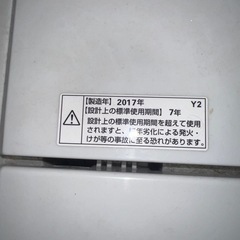 【製造年】2017年 Y2
【設計上の標準使用期間】7年
設計上の標準使用期間を超えて使用
されますと、経年劣化による発火・
けが等の事故に至る恐れがあります。